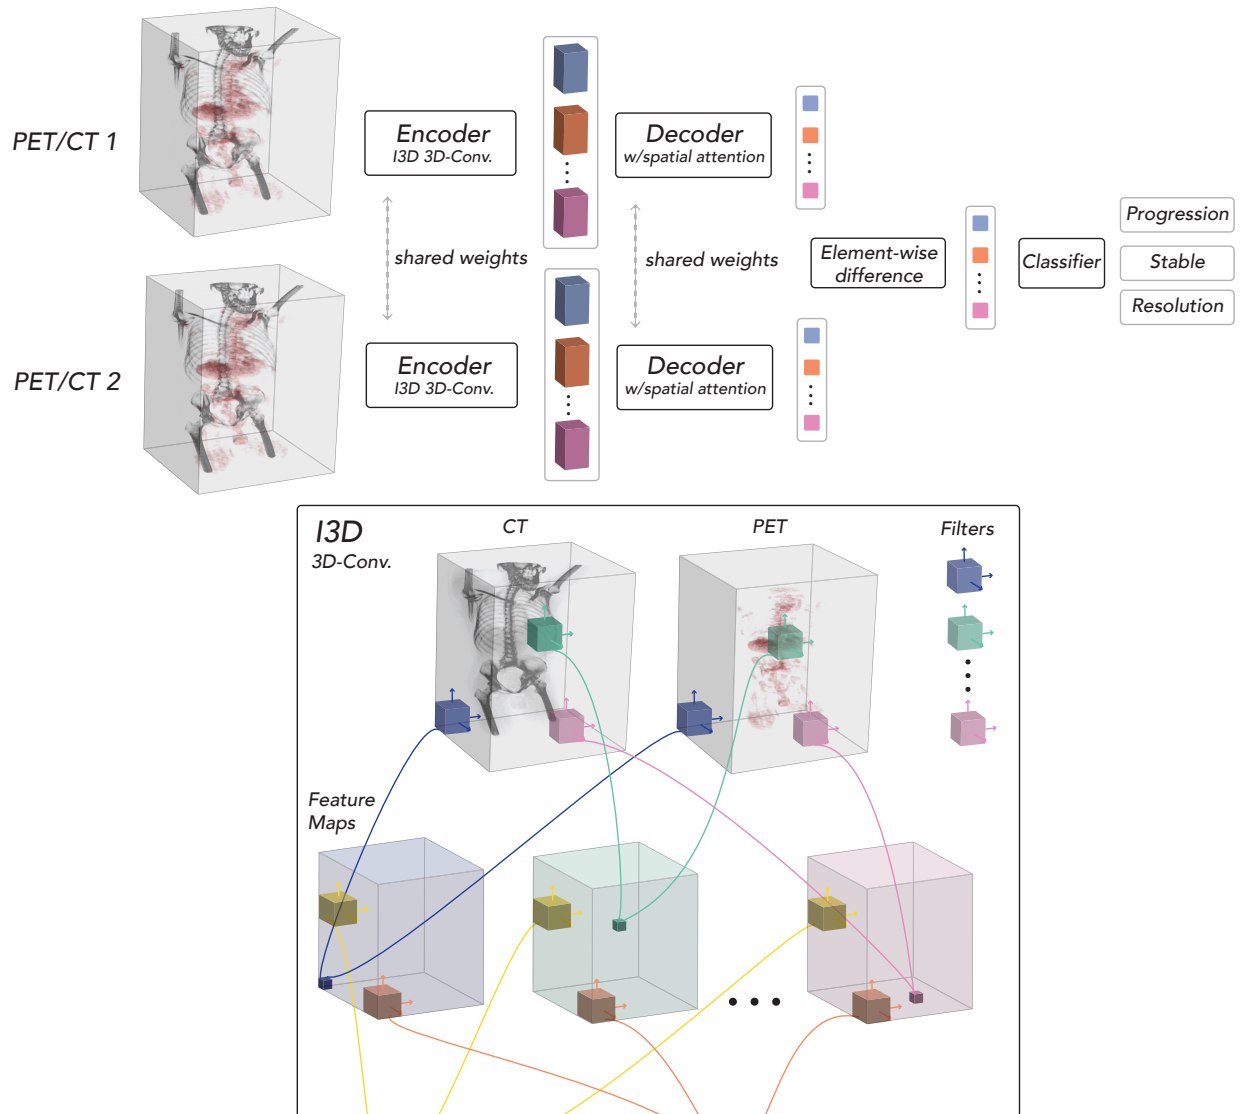 PET/CT 1
Encoder
I3D 3D-Conv.
Decoder
w/spatial attention
shared weights
shared weights
Element-wise
difference
Classifier
Progression
Stable
Resolution
PET/CT 2
Encoder
I3D 3D-Conv.
Decoder
w/spatial attention
I3D
3D-Conv.
CT
PET
Filters
Feature
Maps